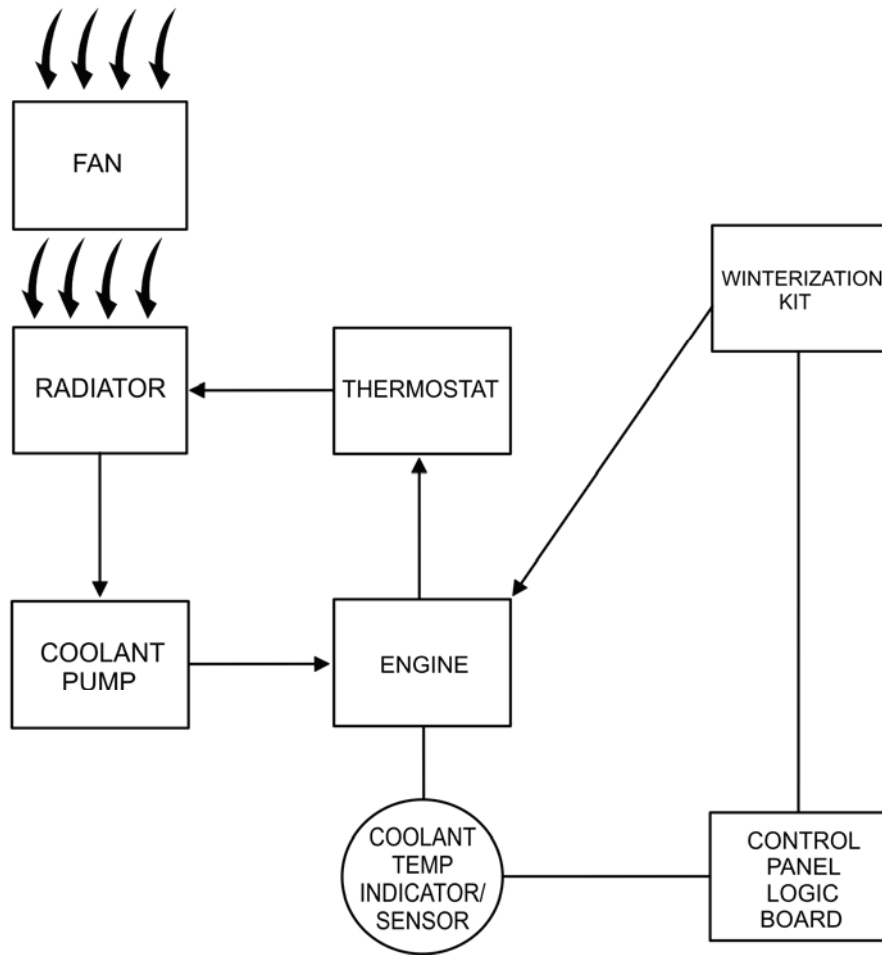 FAN
WINTERIZATION
KIT
RADIATOR
THERMOSTAT
COOLANT
PUMP
ENGINE
COOLANT
TEMP
INDICATOR/
SENSOR
CONTROL
PANEL
LOGIC
BOARD